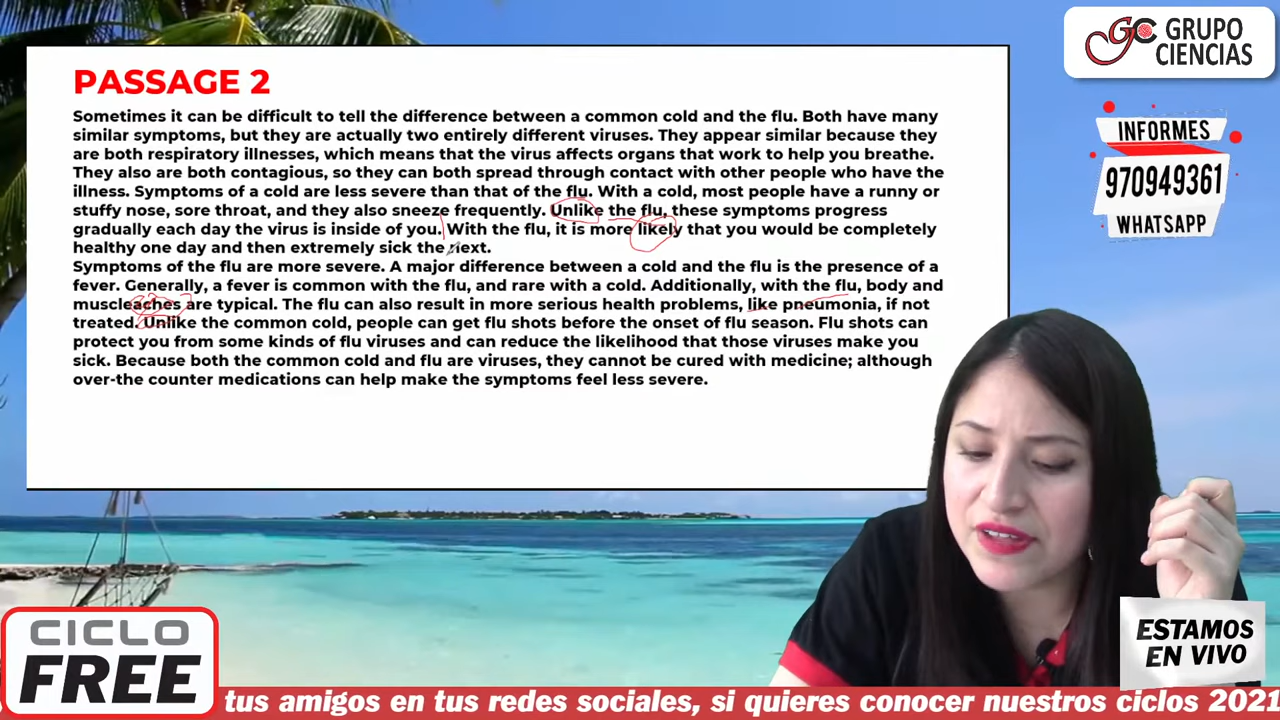 GC GRUPO
CIENCIAS
PASSAGE 2
Sometimes it can be difficult to tell the difference between a common cold and the flu. Both have many
similar symptoms, but they are actually two entirely different viruses. They appear similar because they
are both respiratory illnesses, which means that the virus affects organs that work to help you breathe.
They also are both contagious, so they can both spread through contact with other people who have the
illness. Symptoms of a cold are less severe than that of the flu. With a cold, most people have a runny or
stuffy nose, sore throat, and they also sneeze frequently. Unlike the flu, these symptoms progress
gradually each day the virus is inside of you. With the flu, it is more likely that you would be completely
healthy one day and then extremely sick the next.
Symptoms of the flu are more severe. A major difference between a cold and the flu is the presence of a
fever. Generally, a fever is common with the flu, and rare with a cold. Additionally, with the flu, body and
muscleaches are typical. The flu can also result in more serious health problems, like pneumonia, if not
treated. Unlike the common cold, people can get flu shots before the onset of flu season. Flu shots can
protect you from some kinds of flu viruses and can reduce the likelihood that those viruses make you
sick. Because both the common cold and flu are viruses, they cannot be cured with medicine; although
over-the counter medications can help make the symptoms feel less severe.
INFORMES
970949361
WHATSAPP
ESTAMOS
EN VIVO
CICLO
FREE
tus amigos en tus redes sociales, si quieres conocer nuestros ciclos 2021